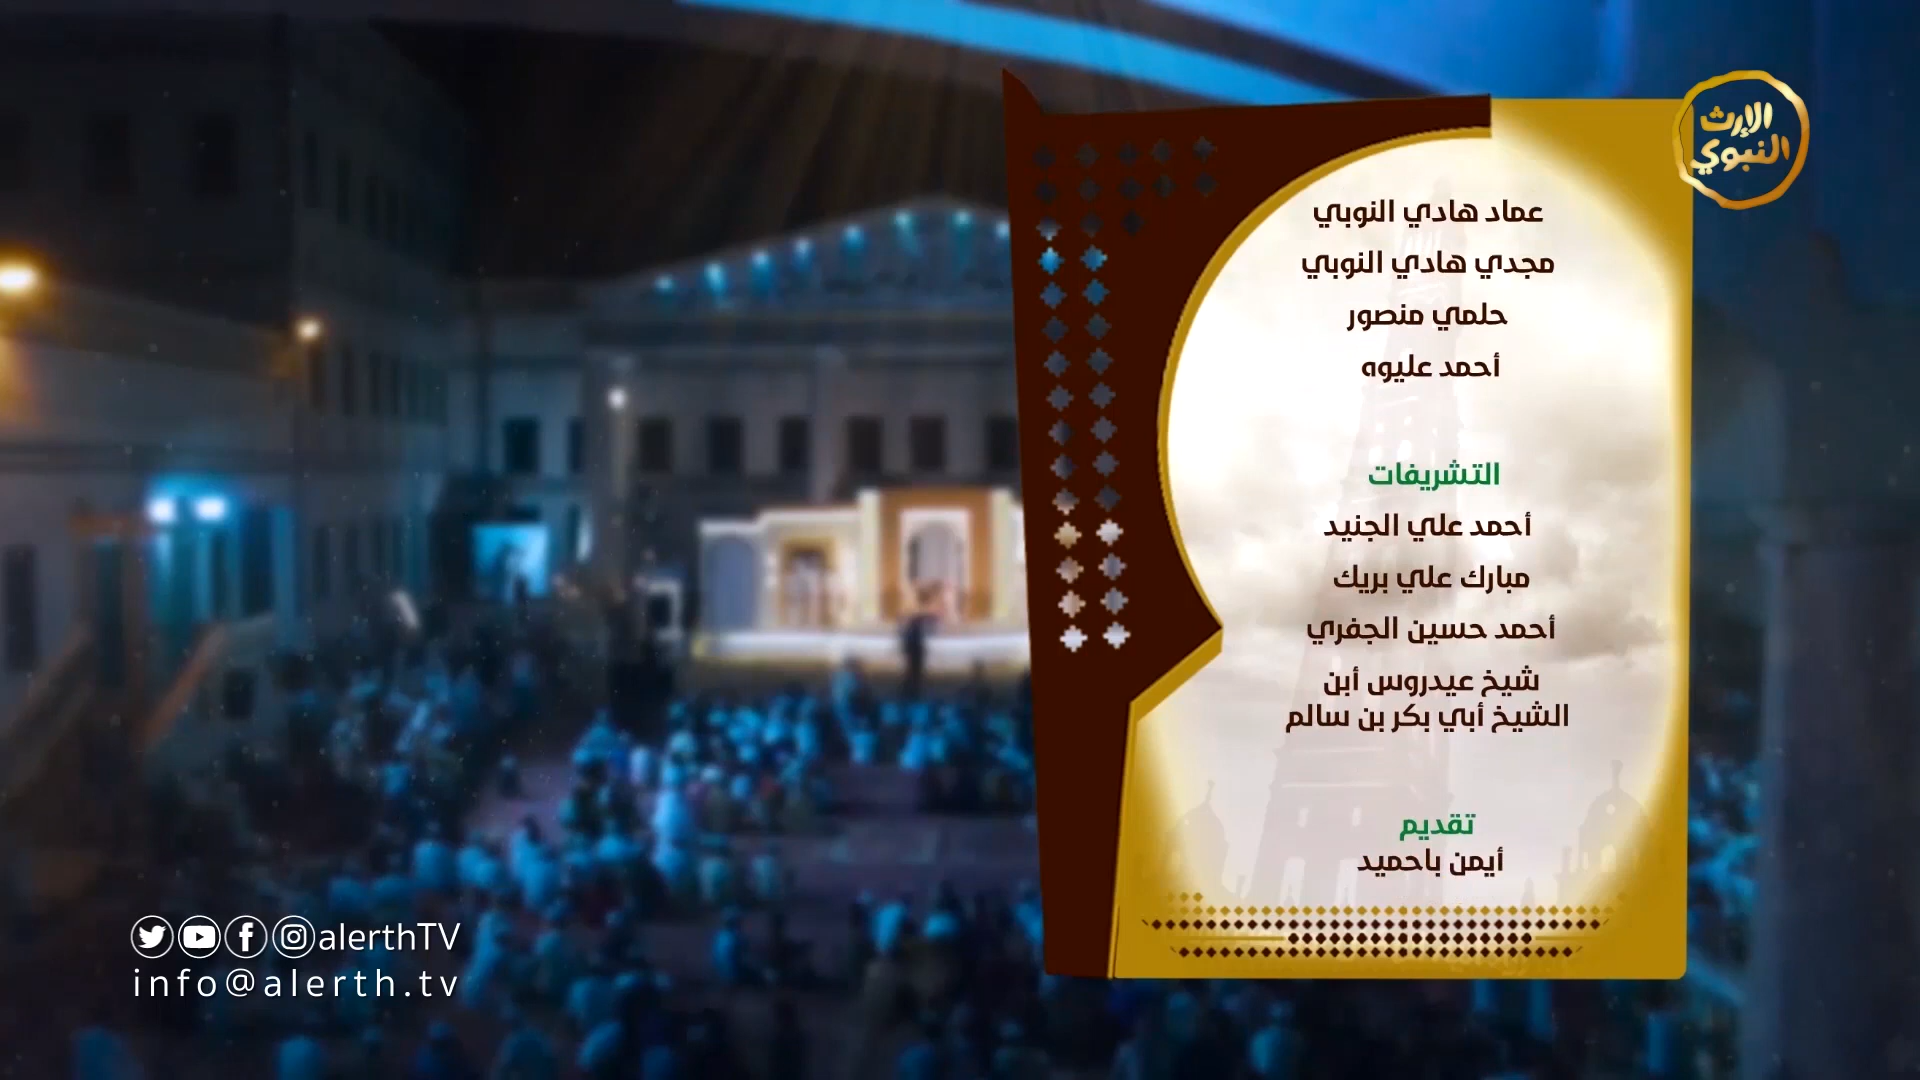 الإرث
النبوي
عماد هادي النوبي
مجدي هادي النوبي
حلمي منصور
أحمد عليوه
التشريفات
أحمد علي الجنيد
مبارك علي بريك
أحمد حسين الجفري
شيخ عيدروس أبن
الشيخ أبي بكر بن سالم
تقديم
أيمن باحميد
alerthTV
info@alerth.tv